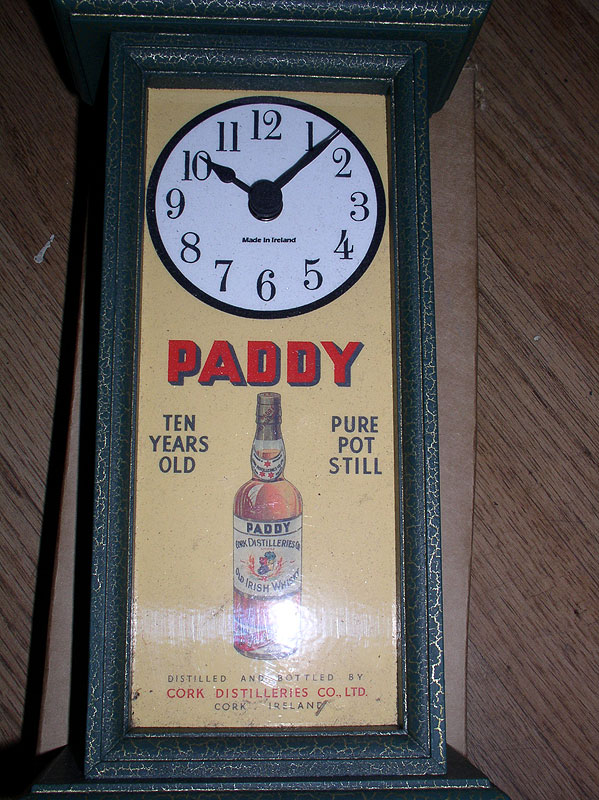 12
11 1
10 2
9 3
8 4
7 5
6
Made in Ireland
PADDY
TEN
YEARS
OLD
PURE
POT
STILL
PADDY
CORK DISTILLERIES Co
OLD IRISH WHISKEY
DISTILLED AND BOTTLED BY
CORK DISTILLERIES CO., LTD.
CORK IRELAND